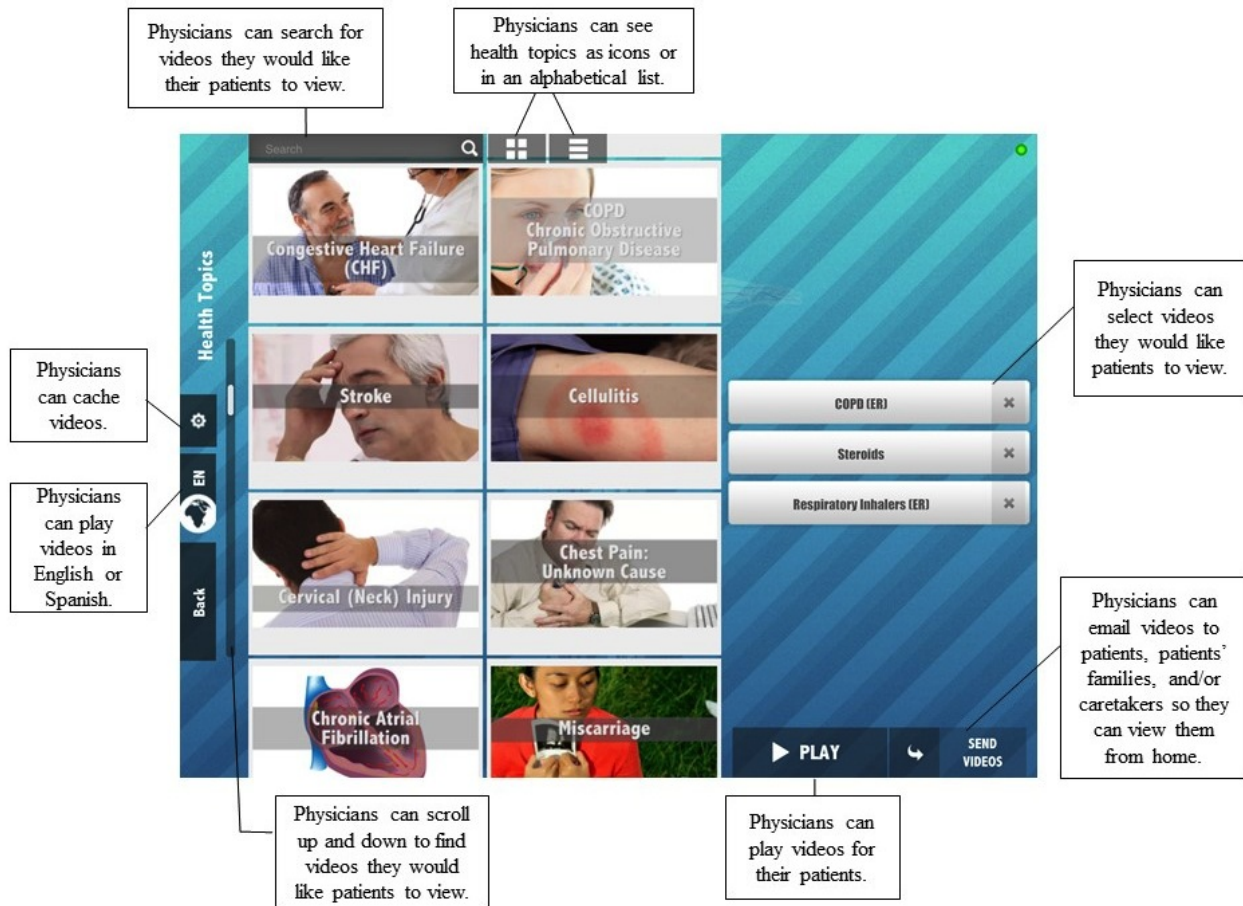 Physicians can search for
videos they would like
their patients to view.
Physicians can see
health topics as icons or
in an alphabetical list.
Search
Health Topics
Congestive Heart Failure
(CHF)
COPD
Chronic Obstructive
Pulmonary Disease
Stroke
Cellulitis
Cervical (Neck) Injury
Chest Pain:
Unknown Cause
Chronic Atrial
Fibrillation
Miscarriage
EN
Back
COPD (ER)
Steroids
Respiratory Inhalers (ER)
PLAY
SEND
VIDEOS
Physicians
can cache
videos.
Physicians
can play
videos in
English or
Spanish.
Physicians can
select videos
they would like
patients to view.
Physicians can
email videos to
patients, patients’
families, and/or
caretakers so they
can view them
from home.
Physicians can scroll
up and down to find
videos they would
like patients to view.
Physicians can
play videos for
their patients.